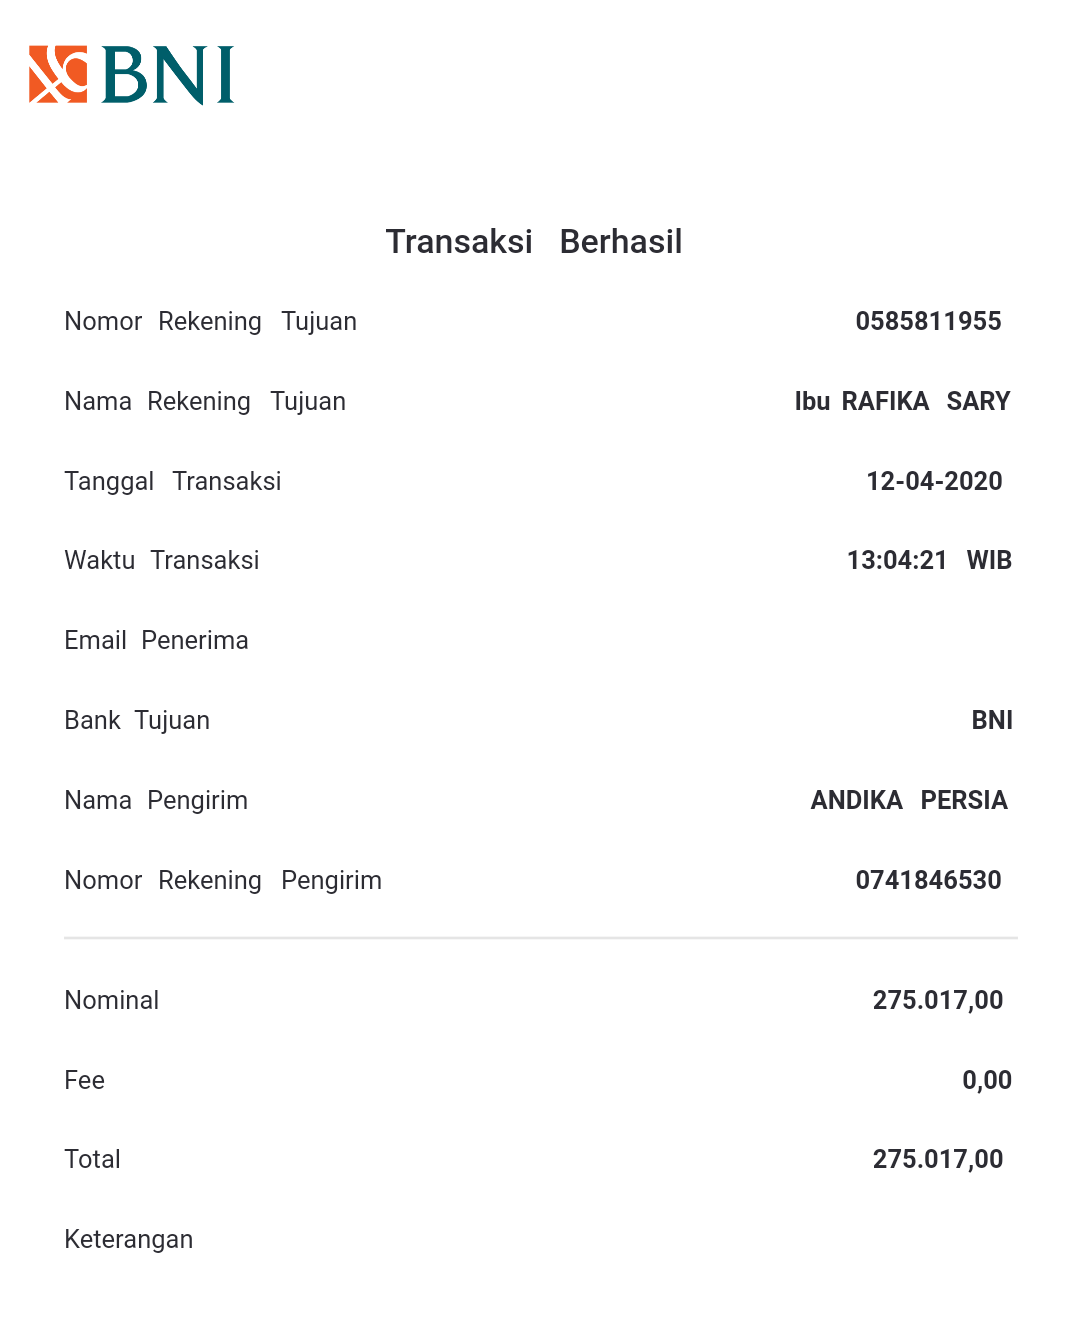 BNI
Transaksi Berhasil
Nomor Rekening Tujuan 0585811955
Nama Rekening Tujuan Ibu RAFIKA SARY
Tanggal Transaksi 12-04-2020
Waktu Transaksi 13:04:21 WIB
Email Penerima
Bank Tujuan BNI
Nama Pengirim ANDIKA PERSIA
Nomor Rekening Pengirim 0741846530
Nominal 275.017,00
Fee 0,00
Total 275.017,00
Keterangan